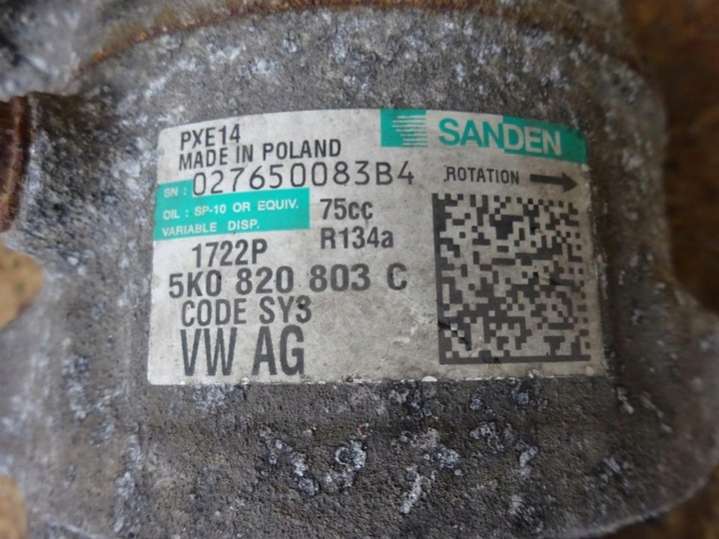 PXE14
SANDEN
MADE IN POLAND
SN: 027650083B4
ROTATION
OIL : SP-10 OR EQUIV. 75cc
VARIABLE DISP.
1722P R134a
5K0 820 803 C
CODE SY3
VW AG